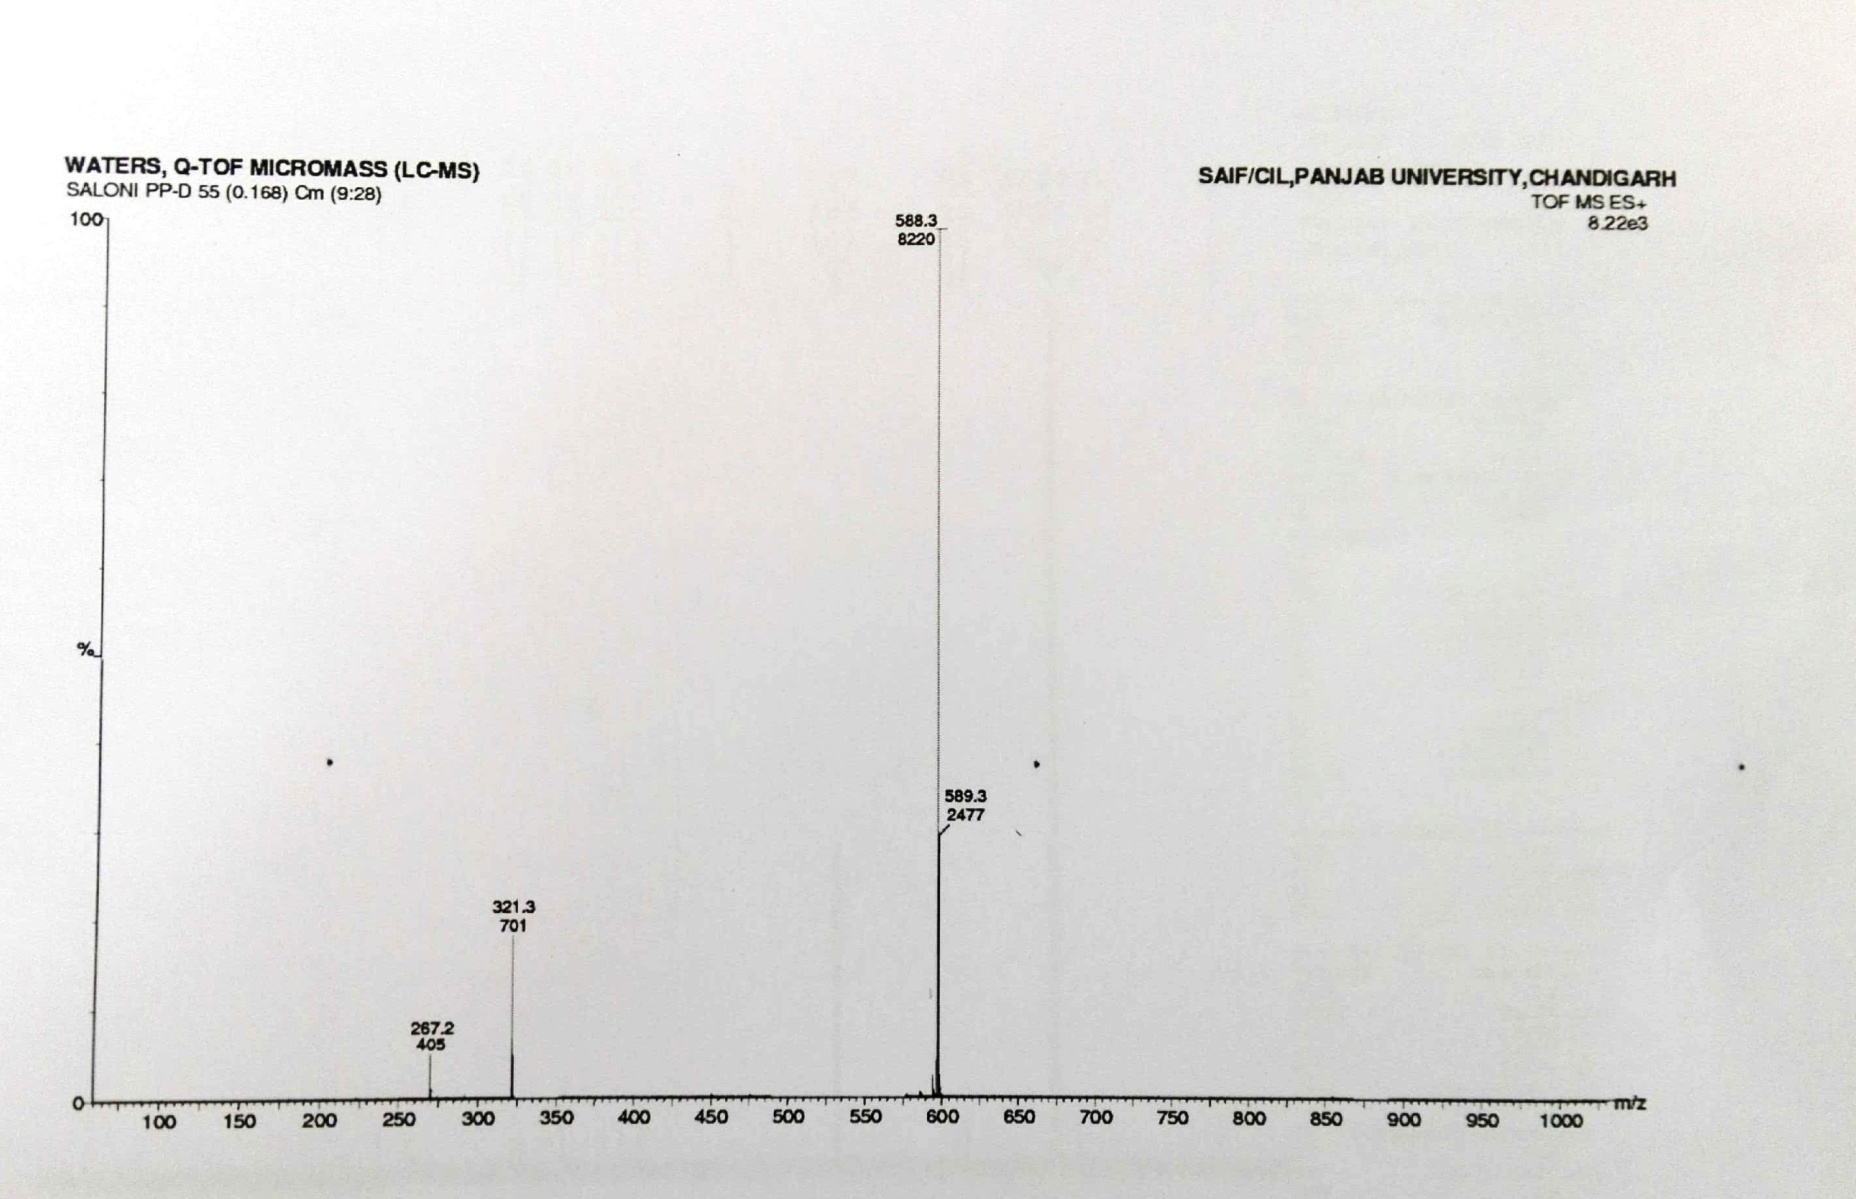 WATERS, Q-TOF MICROMASS (LC-MS)
SALONI PP-D 55 (0.168) Cm (9:28)
SAIF/CIL,PANJAB UNIVERSITY,CHANDIGARH
TOF MS ES+
8.22e3
100
588.3
8220
%
589.3
2477
321.3
701
267.2
405
0
100 150 200 250 300 350 400 450 500 550 600 650 700 750 800 850 900 950 1000 m/z